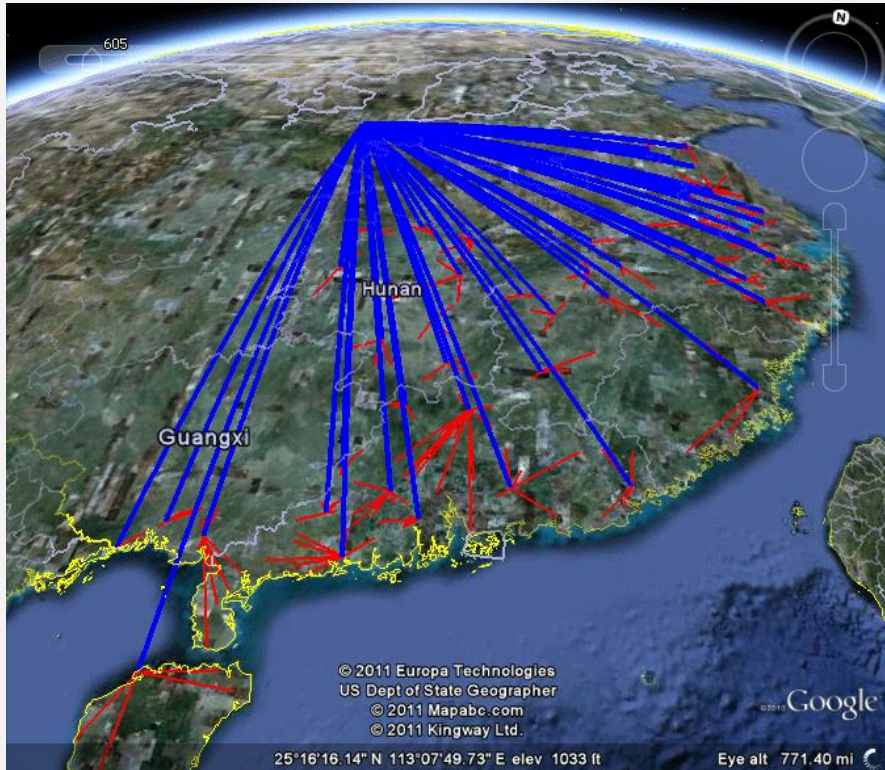 N
605
Hunan
Guangxi
© 2011 Europa Technologies
US Dept of State Geographer
© 2011 Mapabc.com
© 2011 Kingway Ltd.
©2010 Google
25°16'16.14" N 113°07'49.73" E elev 1033 ft Eye alt 771.40 mi